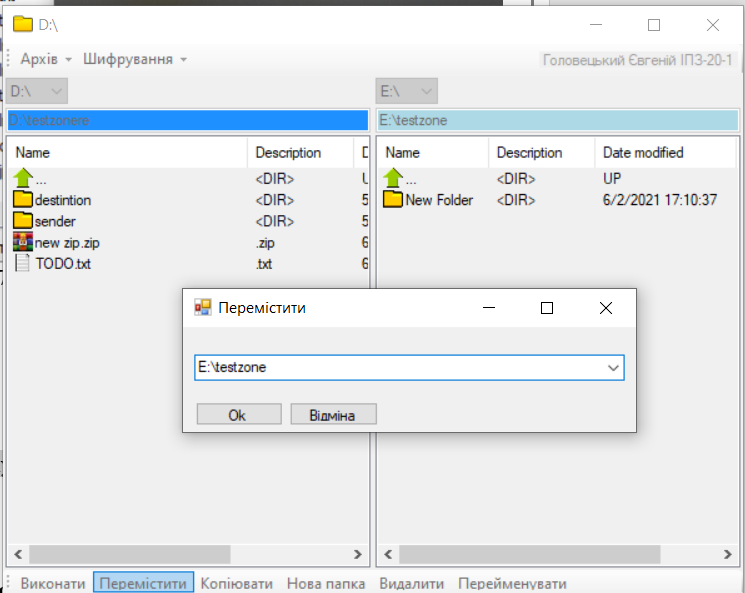 D:\
Архів Шифрування Головецький Євгеній ІПЗ-20-1
D:\ E:\
D:\testzonere E:\testzone
Name Description Name Description Date modified
... <DIR> ... <DIR> UP
destintion <DIR> 5 New Folder <DIR> 6/2/2021 17:10:37
sender <DIR> 5
new zip.zip .zip 6
TODO.txt .txt 6
Перемістити
E:\testzone
Ok Відміна
Виконати Перемістити Копіювати Нова папка Видалити Перейменувати